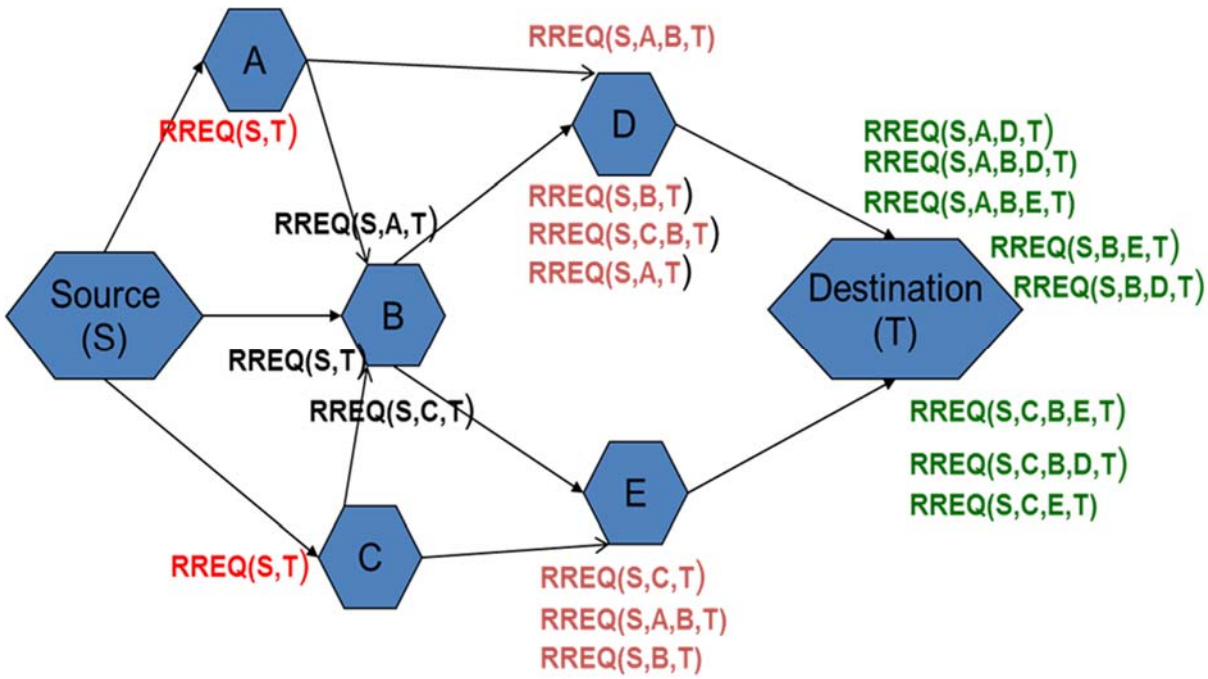 RREQ(S,A,B,T)
A
RREQ(S,T)
D
RREQ(S,A,D,T)
RREQ(S,A,B,D,T)
RREQ(S,A,B,E,T)
RREQ(S,B,T)
RREQ(S,C,B,T)
RREQ(S,A,T)
RREQ(S,A,T)
RREQ(S,B,E,T)
RREQ(S,B,D,T)
Source
(S)
B
Destination
(T)
RREQ(S,T)
RREQ(S,C,T)
RREQ(S,C,B,E,T)
RREQ(S,C,B,D,T)
RREQ(S,C,E,T)
E
RREQ(S,T)
C
RREQ(S,C,T)
RREQ(S,A,B,T)
RREQ(S,B,T)